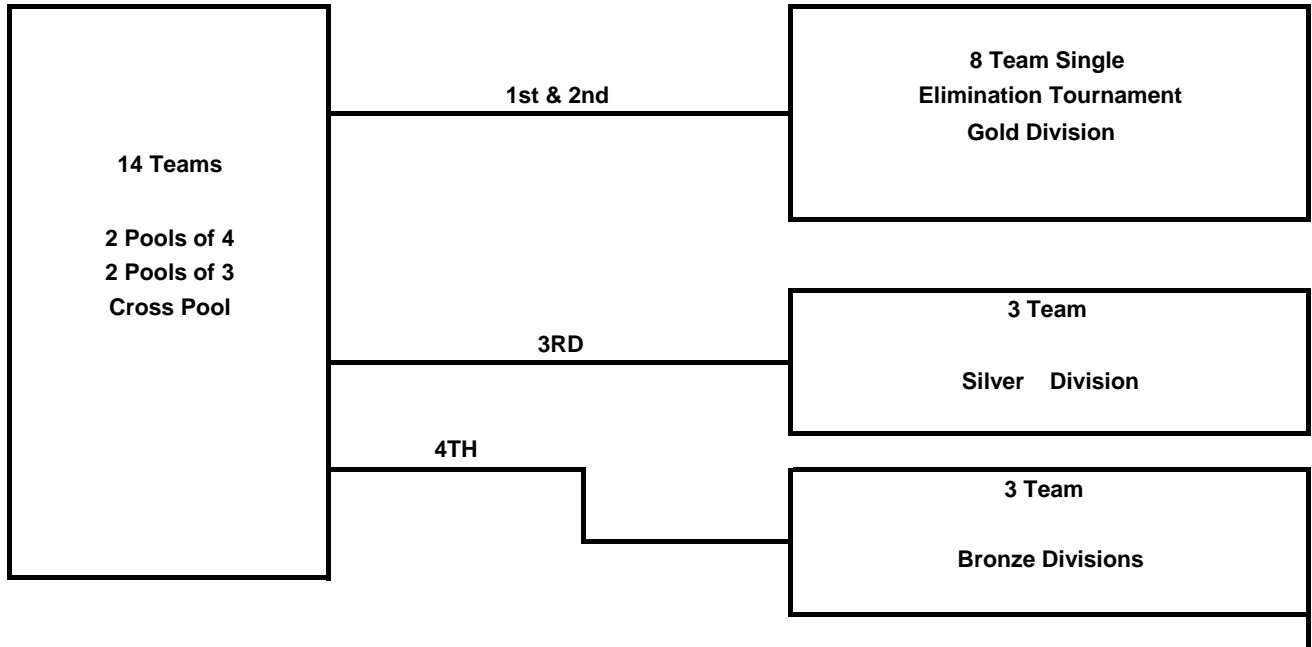 14 Teams
2 Pools of 4
2 Pools of 3
Cross Pool
1st & 2nd
8 Team Single
Elimination Tournament
Gold Division
3RD
3 Team
Silver Division
4TH
3 Team
Bronze Divisions